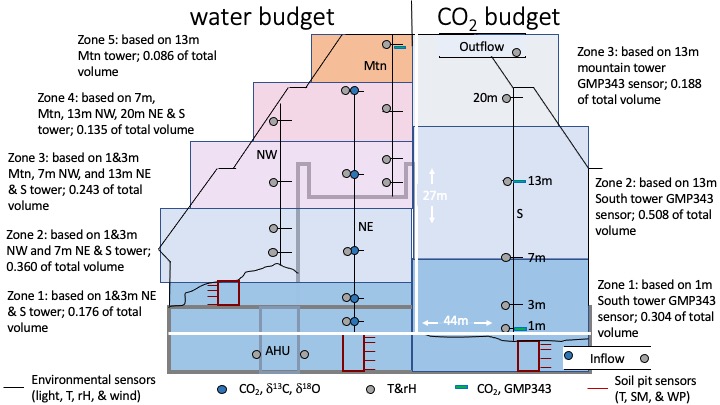 water budget
CO₂ budget
Zone 5: based on 13m
Mtn tower; 0.086 of total
volume
Zone 4: based on 7m,
Mtn, 13m NW, 20m NE & S
tower; 0.135 of total volume
Zone 3: based on 1&3m
Mtn, 7m NW, and 13m NE
& S tower; 0.243 of total
volume
Zone 2: based on 1&3m
NW and 7m NE & S tower;
0.360 of total volume
Zone 1: based on 1&3m NE
& S tower; 0.176 of total
volume
Mtn
NW
NE
AHU
27m
44m
Outflow
20m
13m
S
7m
3m
1m
Inflow
Zone 3: based on 13m
mountain tower
GMP343 sensor; 0.188
of total volume
Zone 2: based on 13m
South tower GMP343
sensor; 0.508 of total
volume
Zone 1: based on 1m
South tower GMP343
sensor; 0.304 of total
volume
Environmental sensors
(light, T, rH, & wind)
CO₂, δ¹³C, δ¹⁸O
T&rH
CO₂, GMP343
Soil pit sensors
(T, SM, & WP)